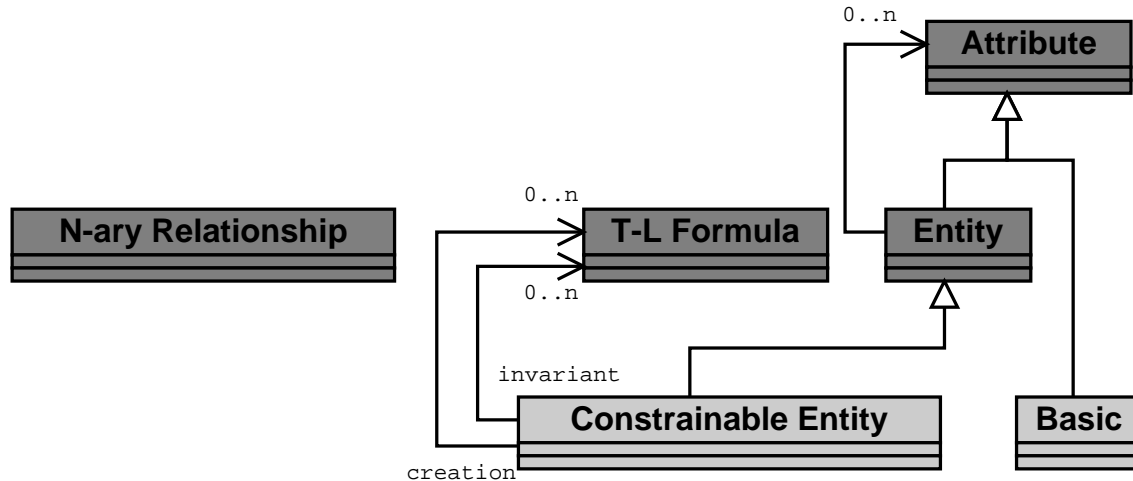 0..n
Attribute
0..n
N-ary Relationship
T-L Formula
Entity
0..n
invariant
Constrainable Entity
Basic
creation